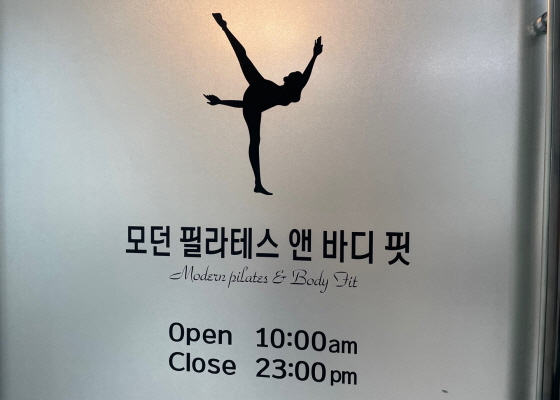 모던 필라테스 앤 바디 핏
Modern pilates & Body Fit
Open 10:00am
Close 23:00pm